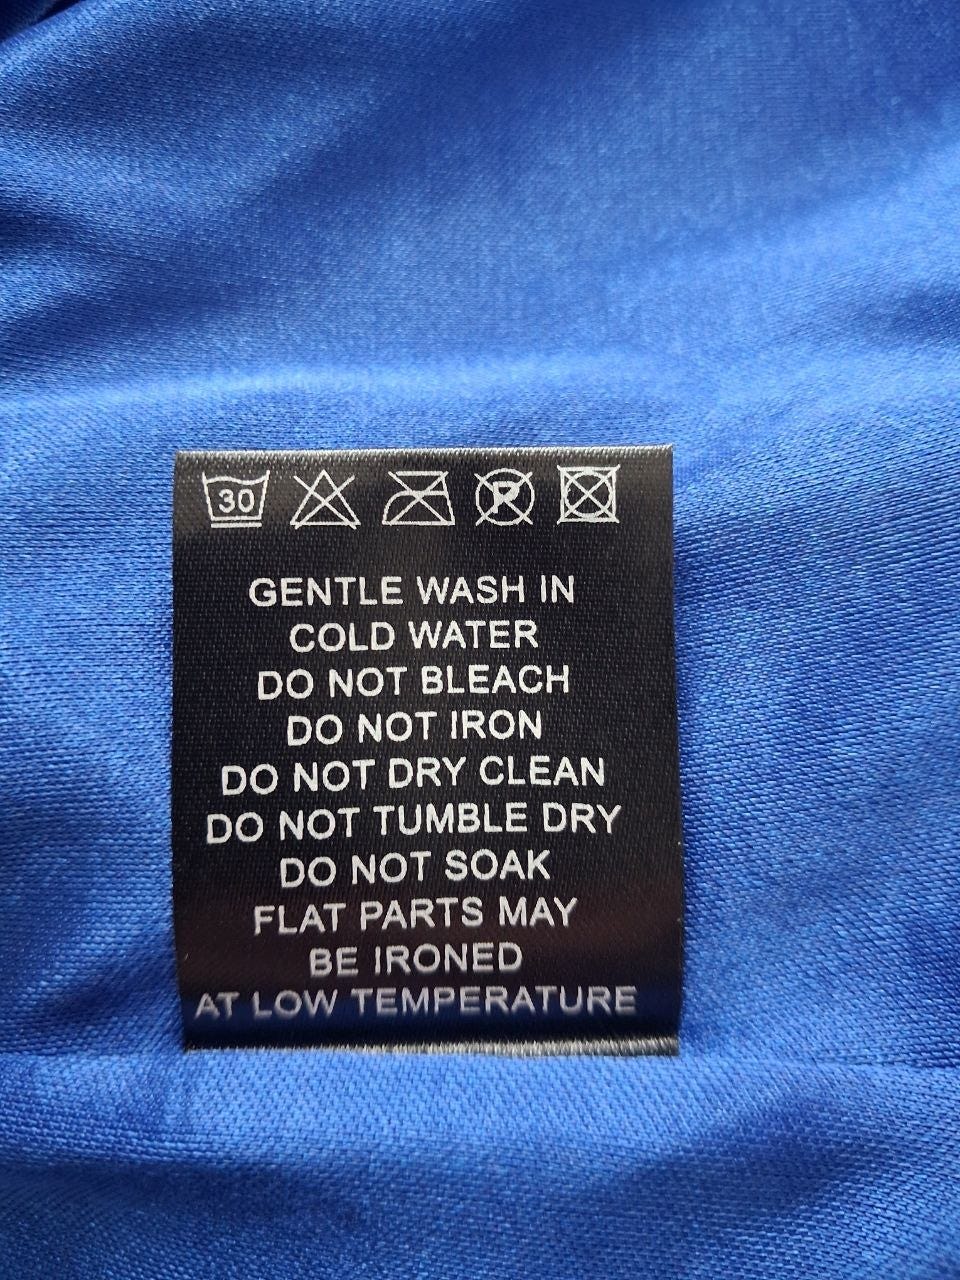 30 P
GENTLE WASH IN
COLD WATER
DO NOT BLEACH
DO NOT IRON
DO NOT DRY CLEAN
DO NOT TUMBLE DRY
DO NOT SOAK
FLAT PARTS MAY
BE IRONED
AT LOW TEMPERATURE